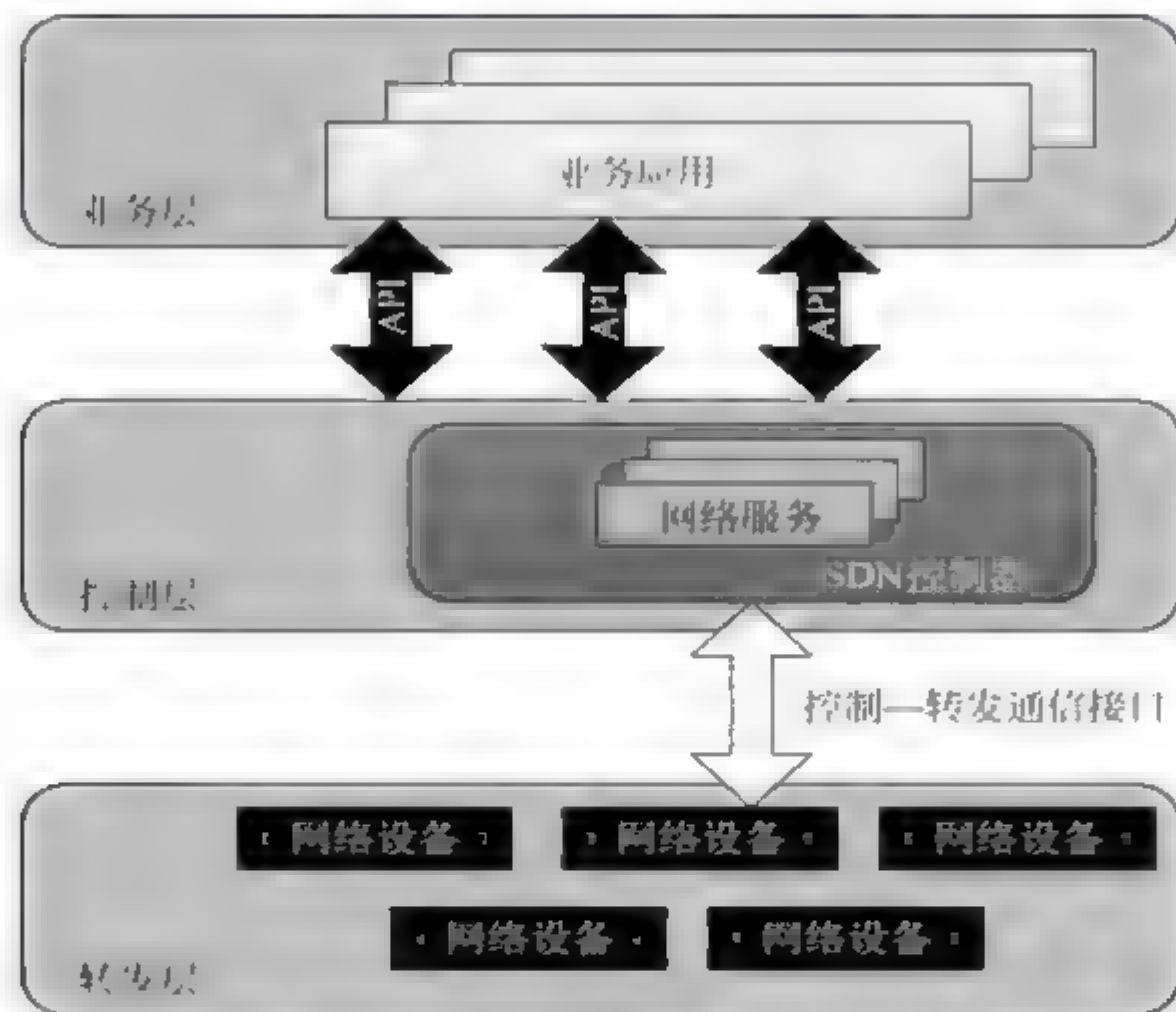 业务应用
业务层
API
API
API
网络服务
SDN控制器
控制层
控制—转发通信接口
网络设备
网络设备
网络设备
网络设备
网络设备
转发层